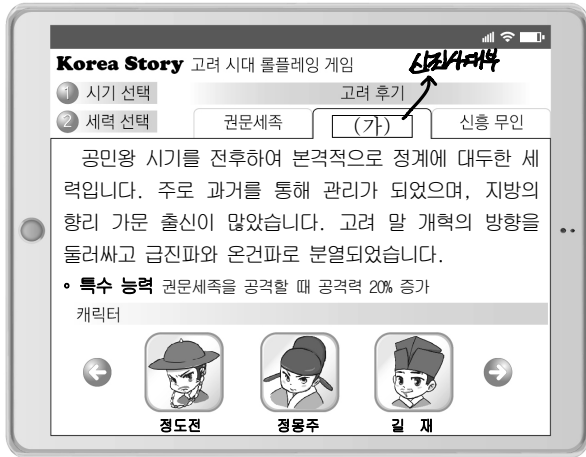 Korea Story 고려 시대 롤플레잉 게임
신진사대부
1 시기 선택 고려 후기
2 세력 선택 권문세족 (가) 신흥 무인
공민왕 시기를 전후하여 본격적으로 정계에 대두한 세
력입니다. 주로 과거를 통해 관리가 되었으며, 지방의
향리 가문 출신이 많았습니다. 고려 말 개혁의 방향을
둘러싸고 급진파와 온건파로 분열되었습니다.
◦ 특수 능력 권문세족을 공격할 때 공격력 20% 증가
캐릭터
정도전 정몽주 길 재